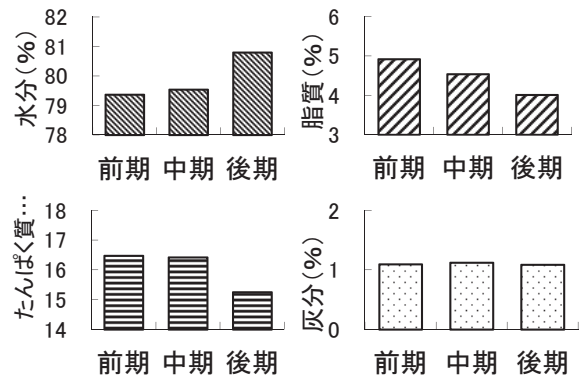 水分(%)
82
81
80
79
78
前期 中期 後期
脂質(%)
6
5
4
3
前期 中期 後期
たんぱく質…
18
17
16
15
14
前期 中期 後期
灰分(%)
2
1
0
前期 中期 後期